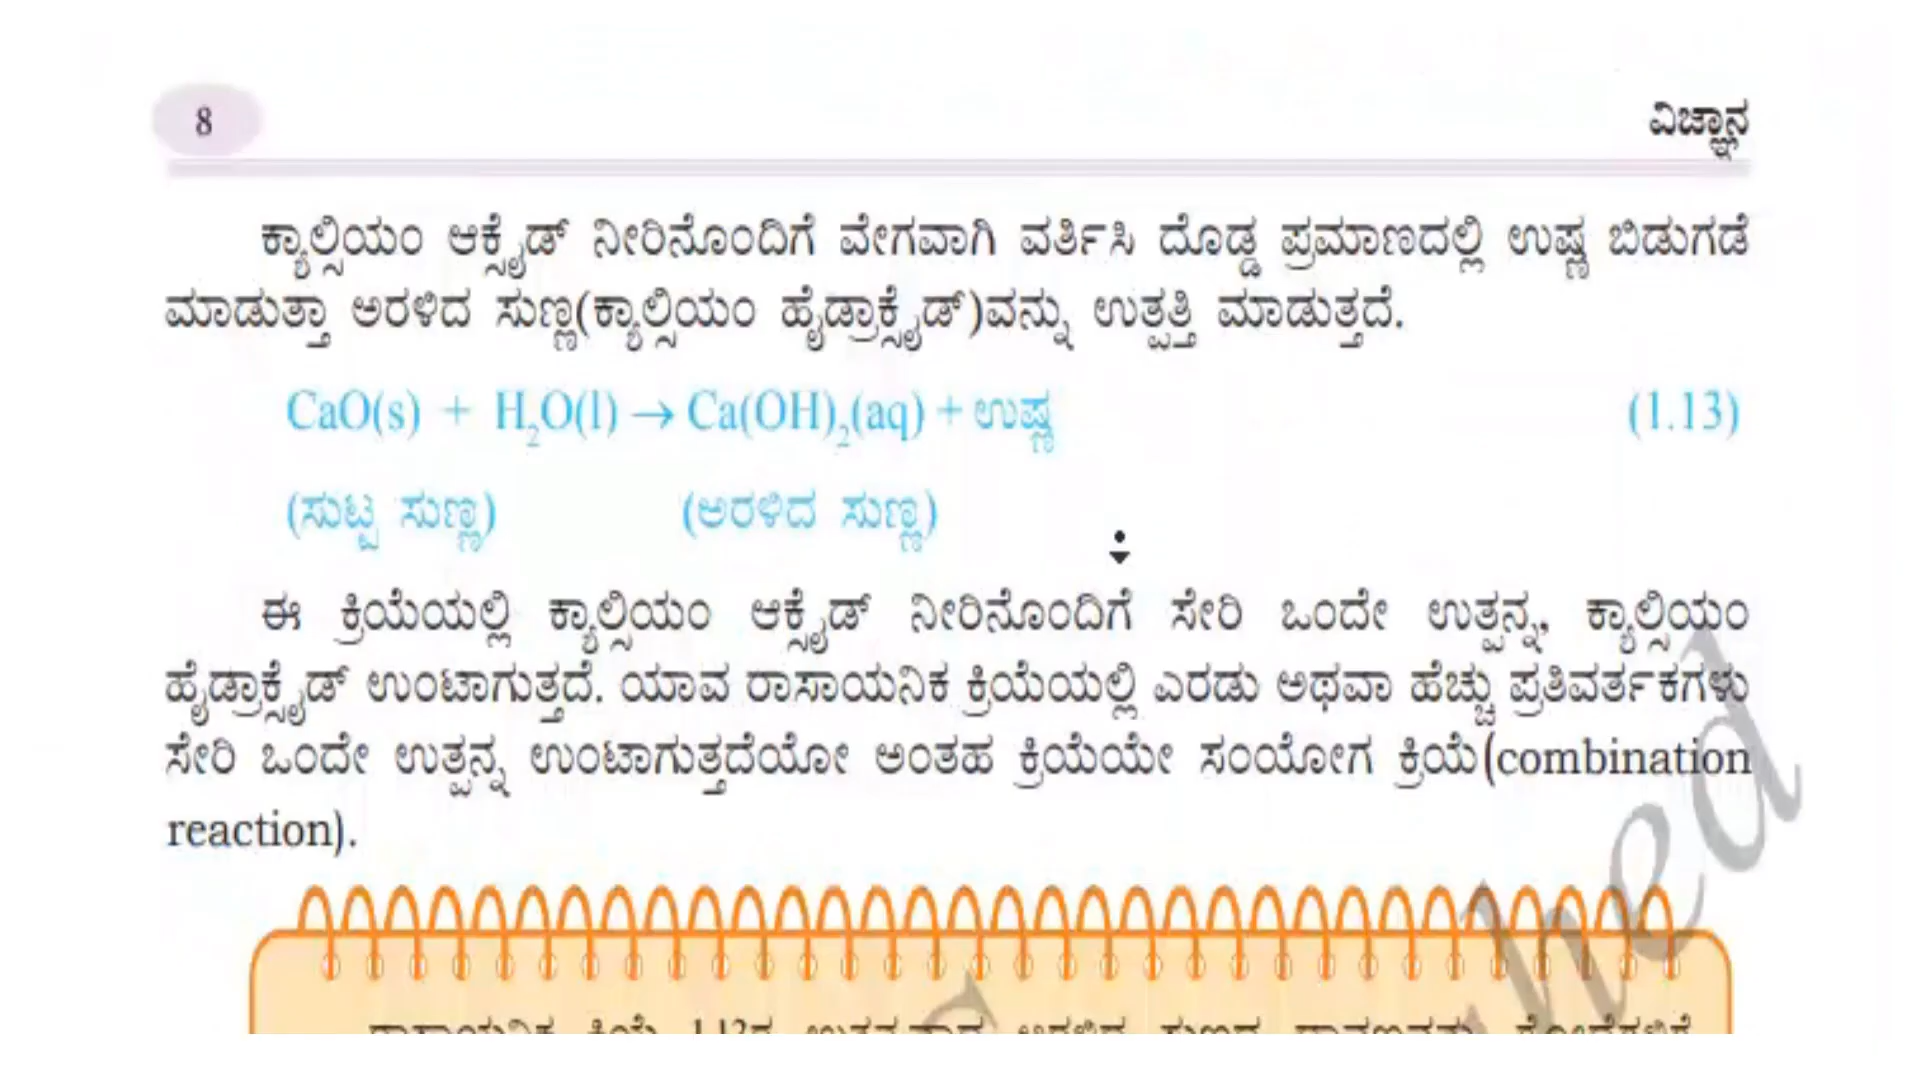 8
ವಿಜ್ಞಾನ
ಕ್ಯಾಲ್ಸಿಯಂ ಆಕ್ಸೈಡ್ ನೀರಿನೊಂದಿಗೆ ವೇಗವಾಗಿ ವರ್ತಿಸಿ ದೊಡ್ಡ ಪ್ರಮಾಣದಲ್ಲಿ ಉಷ್ಣ ಬಿಡುಗಡೆ
ಮಾಡುತ್ತಾ ಅರಳಿದ ಸುಣ್ಣ(ಕ್ಯಾಲ್ಸಿಯಂ ಹೈಡ್ರಾಕ್ಸೈಡ್)ವನ್ನು ಉತ್ಪತ್ತಿ ಮಾಡುತ್ತದೆ.
CaO(s) + H₂O(l) → Ca(OH)₂(aq) + ಉಷ್ಣ (1.13)
(ಸುಟ್ಟ ಸುಣ್ಣ) (ಅರಳಿದ ಸುಣ್ಣ)
ಈ ಕ್ರಿಯೆಯಲ್ಲಿ ಕ್ಯಾಲ್ಸಿಯಂ ಆಕ್ಸೈಡ್ ನೀರಿನೊಂದಿಗೆ ಸೇರಿ ಒಂದೇ ಉತ್ಪನ್ನ, ಕ್ಯಾಲ್ಸಿಯಂ
ಹೈಡ್ರಾಕ್ಸೈಡ್ ಉಂಟಾಗುತ್ತದೆ. ಯಾವ ರಾಸಾಯನಿಕ ಕ್ರಿಯೆಯಲ್ಲಿ ಎರಡು ಅಥವಾ ಹೆಚ್ಚು ಪ್ರತಿವರ್ತಕಗಳು
ಸೇರಿ ಒಂದೇ ಉತ್ಪನ್ನ ಉಂಟಾಗುತ್ತದೆಯೋ ಅಂತಹ ಕ್ರಿಯೆಯೇ ಸಂಯೋಗ ಕ್ರಿಯೆ(combination
reaction).